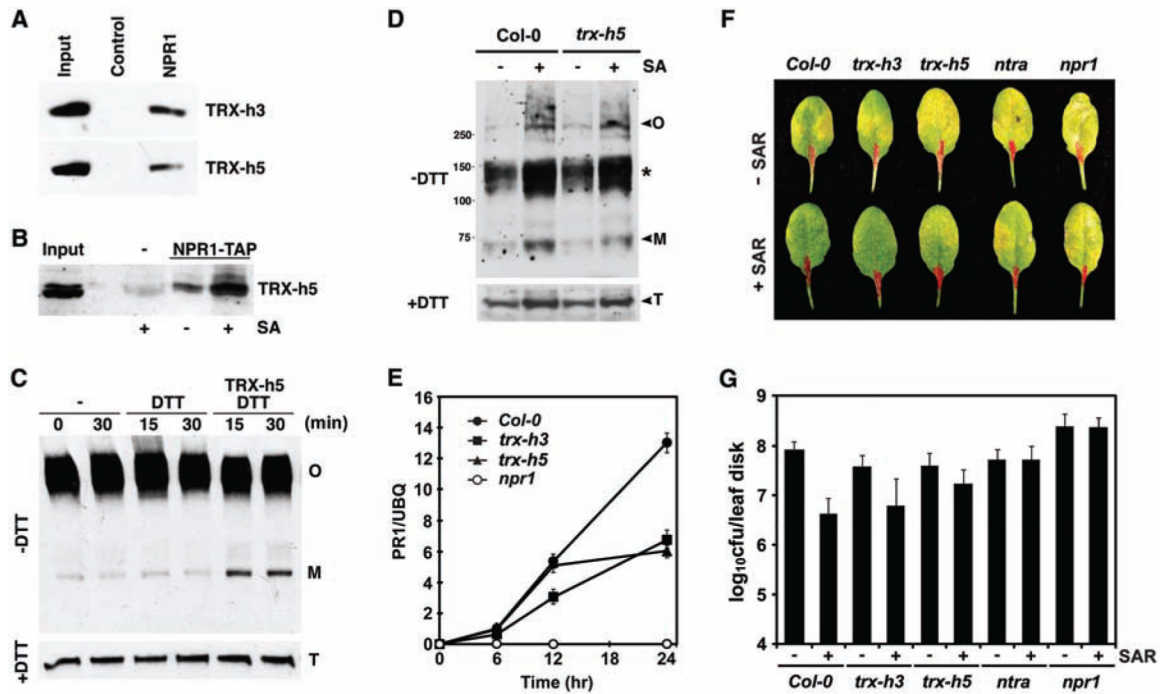 A
Input
Control
NPR1
TRX-h3
TRX-h5
B
Input
-
NPR1-TAP
TRX-h5
+ - + SA
C
TRX-h5
- DTT DTT
0 30 15 30 15 30 (min)
-DTT
O
M
+DTT
T
D
Col-0 trx-h5
- + - + SA
250
150
100
75
-DTT
O
*
M
+DTT
T
E
16
14
12
10
8
6
4
2
0
PR1/UBQ
Col-0
trx-h3
trx-h5
npr1
0 6 12 24
Time (hr)
F
Col-0 trx-h3 trx-h5 ntra npr1
- SAR
+ SAR
G
9
8
7
6
5
4
log₁₀cfu/leaf disk
- + - + - + - + - + SAR
Col-0 trx-h3 trx-h5 ntra npr1